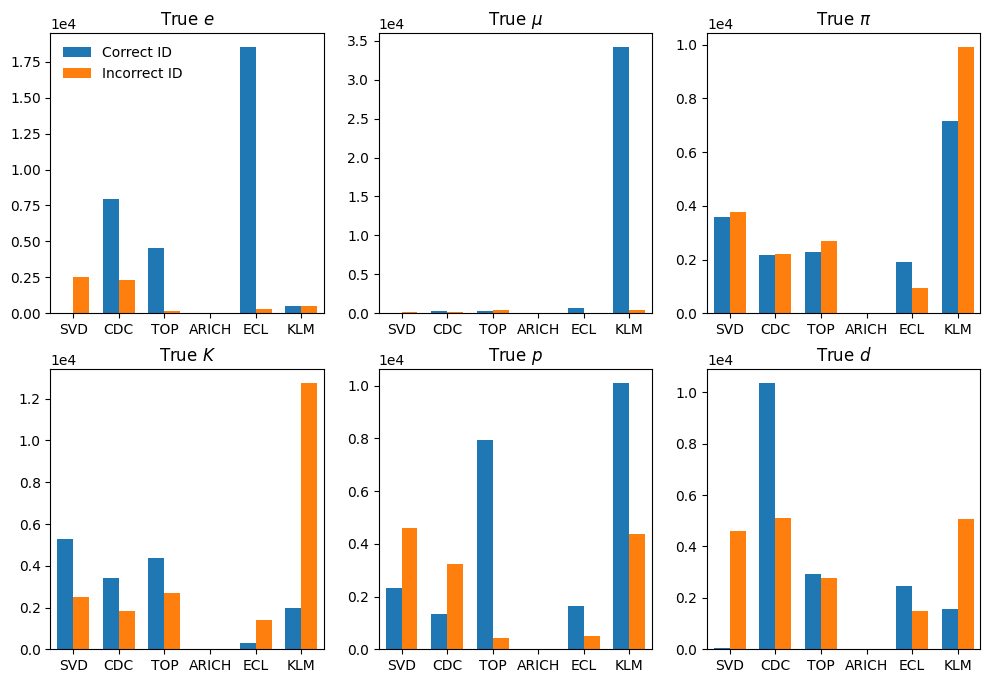 True e
1e4
Correct ID
Incorrect ID
17.5
1.75
1.50
1.25
1.00
0.75
0.50
0.25
0.00
SVD CDC TOP ARICH ECL KLM
True μ
1e4
3.5
3.0
2.5
2.0
1.5
1.0
0.5
0.0
SVD CDC TOP ARICH ECL KLM
True π
1e4
1.0
0.8
0.6
0.4
0.2
0.0
SVD CDC TOP ARICH ECL KLM
True K
1e4
1.2
1.0
0.8
0.6
0.4
0.2
0.0
SVD CDC TOP ARICH ECL KLM
True p
1e4
1.0
0.8
0.6
0.4
0.2
0.0
SVD CDC TOP ARICH ECL KLM
True d
1e4
1.0
0.8
0.6
0.4
0.2
0.0
SVD CDC TOP ARICH ECL KLM